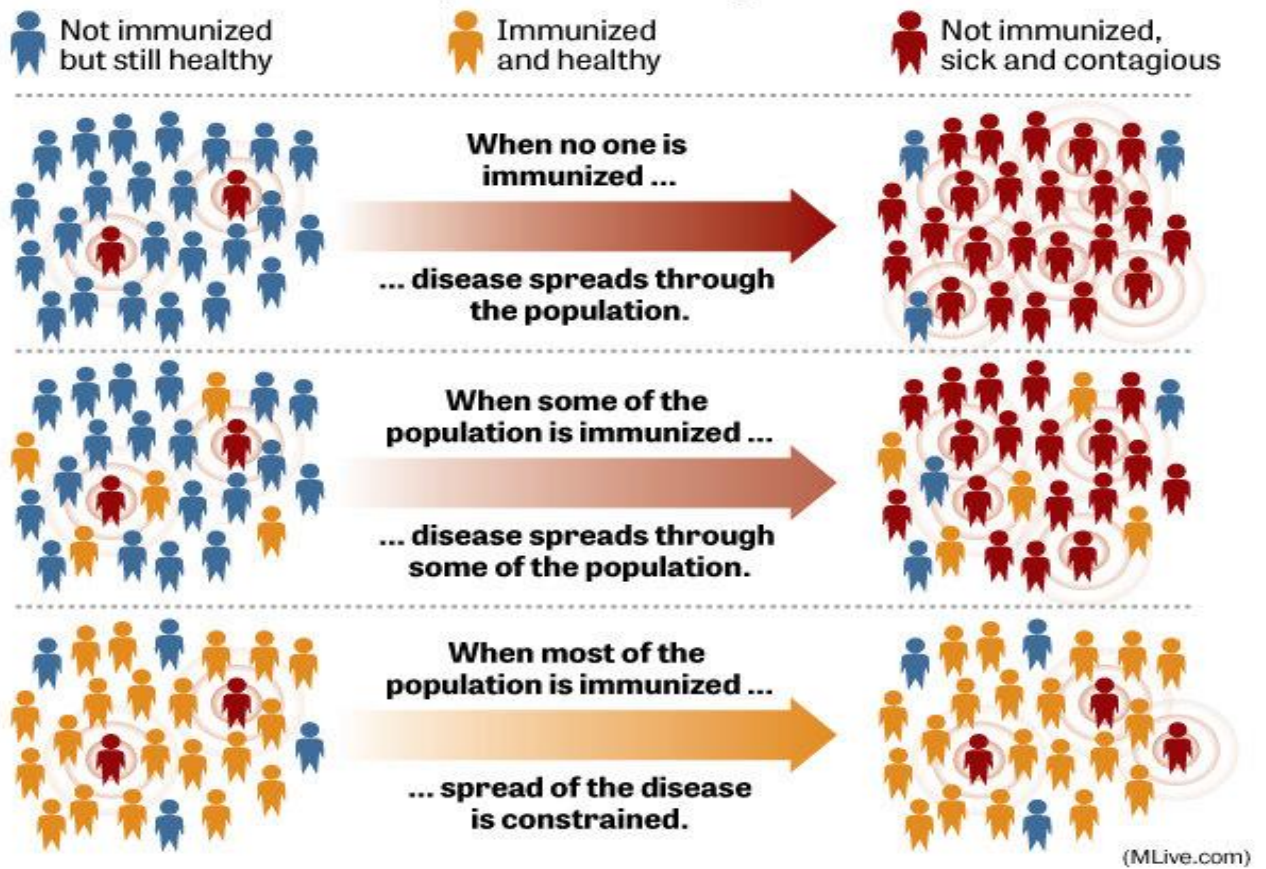 Not immunized
but still healthy
Immunized
and healthy
Not immunized,
sick and contagious
When no one is
immunized ...
... disease spreads through
the population.
When some of the
population is immunized ...
... disease spreads through
some of the population.
When most of the
population is immunized ...
... spread of the disease
is constrained.
(MLive.com)